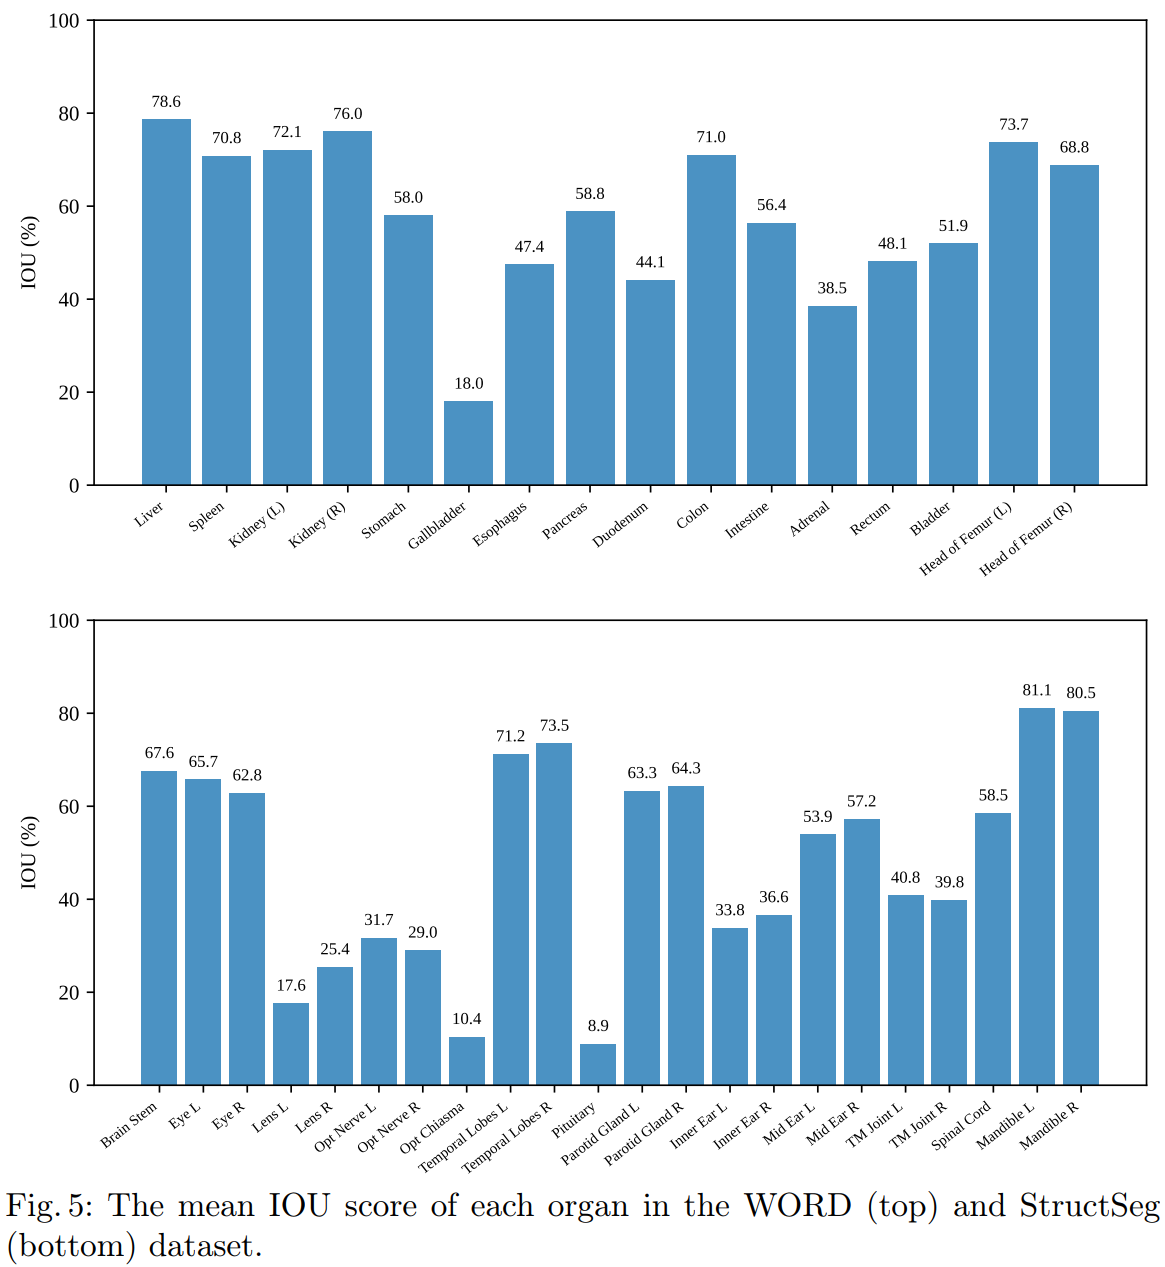 100
80
60
40
20
0
IOU (%)
78.6
70.8
72.1
76.0
58.0
18.0
47.4
58.8
44.1
71.0
56.4
38.5
48.1
51.9
73.7
68.8
Liver
Spleen
Kidney (L)
Kidney (R)
Stomach
Gallbladder
Esophagus
Pancreas
Duodenum
Colon
Intestine
Adrenal
Rectum
Bladder
Head of Femur (L)
Head of Femur (R)
100
80
60
40
20
0
IOU (%)
67.6
65.7
62.8
17.6
25.4
31.7
29.0
10.4
71.2
73.5
8.9
63.3
64.3
33.8
36.6
53.9
57.2
40.8
39.8
58.5
81.1
80.5
Brain Stem
Eye L
Eye R
Lens L
Lens R
Opt Nerve L
Opt Nerve R
Opt Chiasma
Temporal Lobes L
Temporal Lobes R
Pituitary
Parotid Gland L
Parotid Gland R
Inner Ear L
Inner Ear R
Mid Ear L
Mid Ear R
TM Joint L
TM Joint R
Spinal Cord
Mandible L
Mandible R
Fig. 5: The mean IOU score of each organ in the WORD (top) and StructSeg
(bottom) dataset.